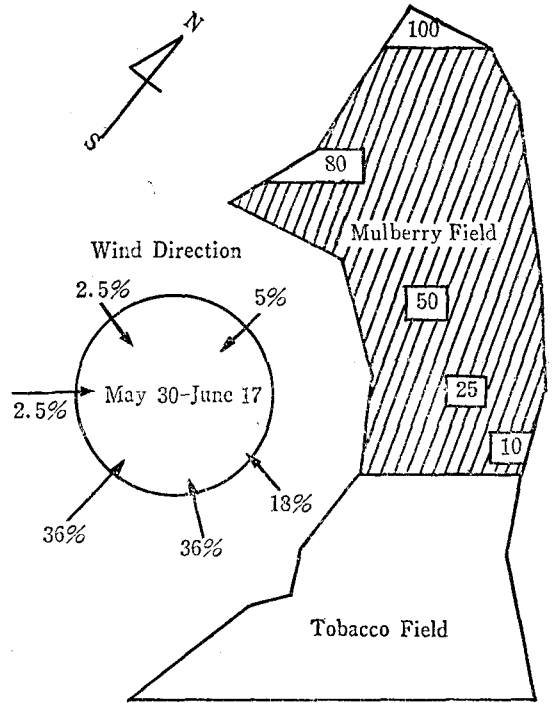 N
S
100
80
Mulberry Field
Wind Direction
2.5%
5%
50
May 30-June 17
25
2.5%
10
18%
36%
36%
Tobacco Field